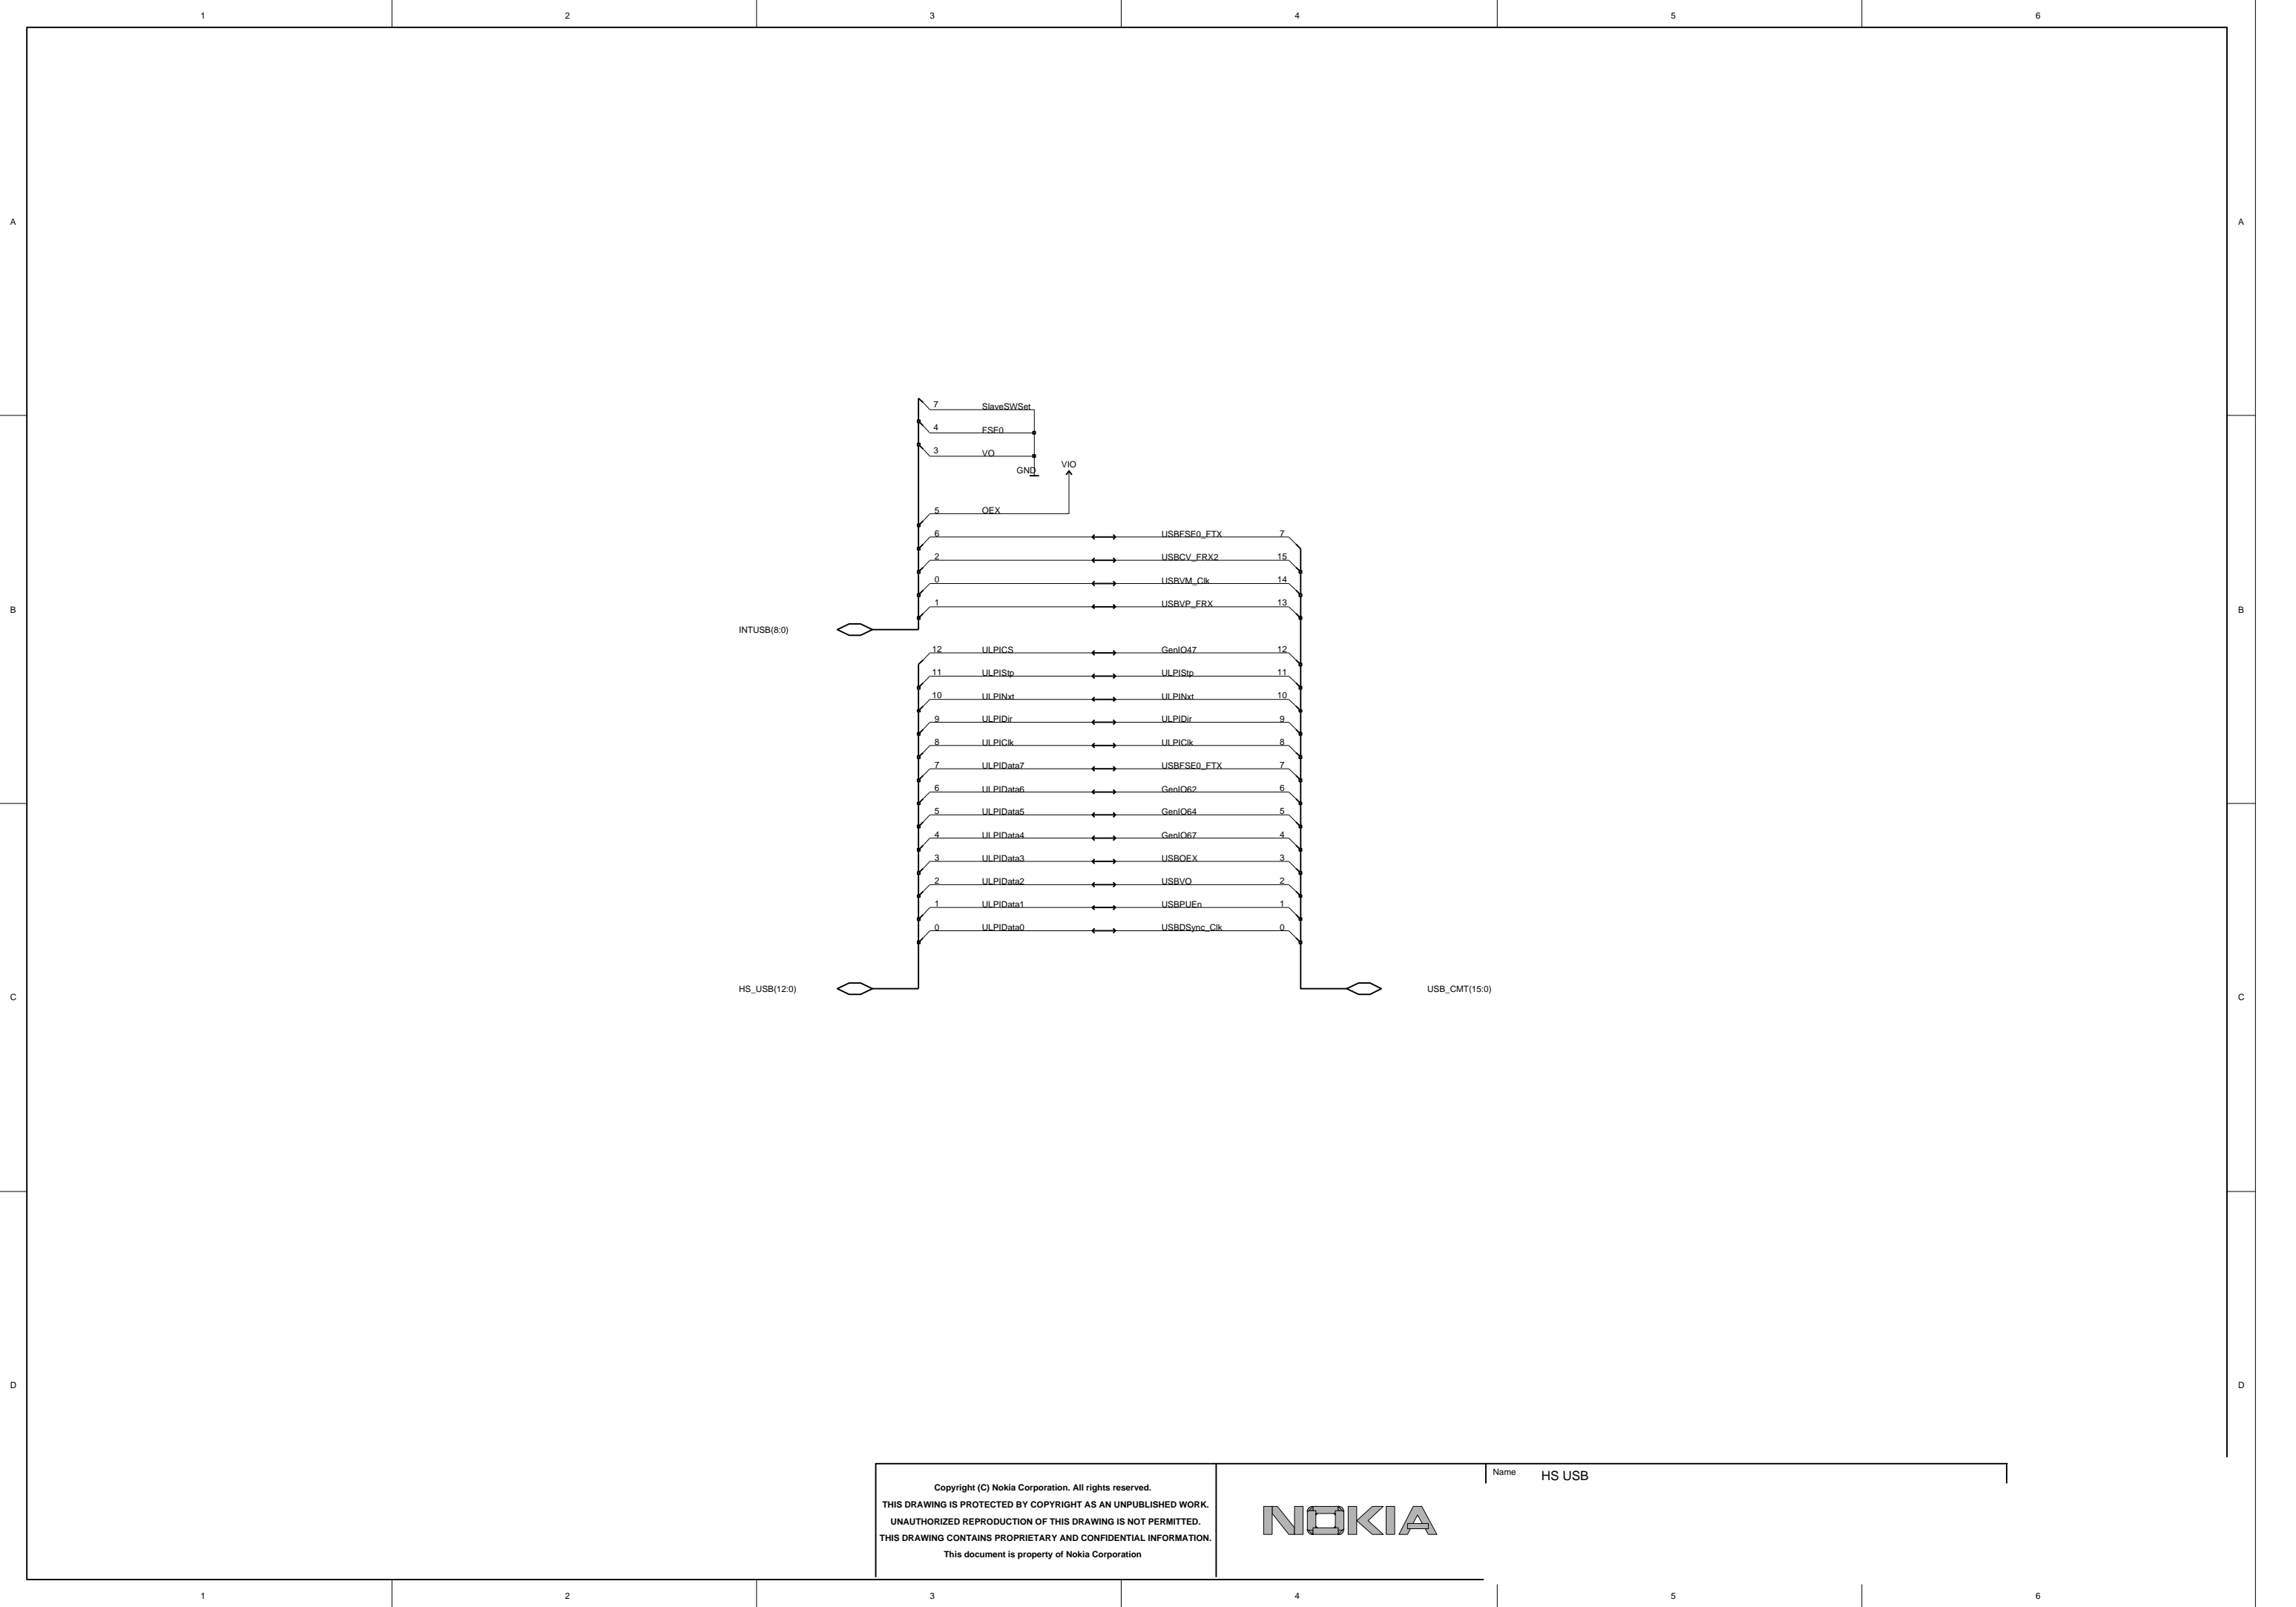 1 2 3 4 5 6
A A
7 SlaveSWSet
4 FSE0
3 VO
GND VIO
5 OEX
6 USBFSE0_FTX 7
2 USBCV_FRX2 15
0 USBVM_Clk 14
1 USBVP_FRX 13
B B
INTUSB(8:0)
12 ULPICS GenIO47 12
11 ULPIStp ULPIStp 11
10 ULPINxt ULPINxt 10
9 ULPIDir ULPIDir 9
8 ULPIClk ULPIClk 8
7 ULPIData7 USBFSE0_FTX 7
6 ULPIData6 GenIO62 6
5 ULPIData5 GenIO64 5
4 ULPIData4 GenIO67 4
3 ULPIData3 USBOEX 3
2 ULPIData2 USBVO 2
1 ULPIData1 USBPUEn 1
0 ULPIData0 USBDSync_Clk 0
HS_USB(12:0) USB_CMT(15:0)
C C
D D
Copyright (C) Nokia Corporation. All rights reserved.
THIS DRAWING IS PROTECTED BY COPYRIGHT AS AN UNPUBLISHED WORK.
UNAUTHORIZED REPRODUCTION OF THIS DRAWING IS NOT PERMITTED.
THIS DRAWING CONTAINS PROPRIETARY AND CONFIDENTIAL INFORMATION.
This document is property of Nokia Corporation
NOKIA
Name HS USB
1 2 3 4 5 6